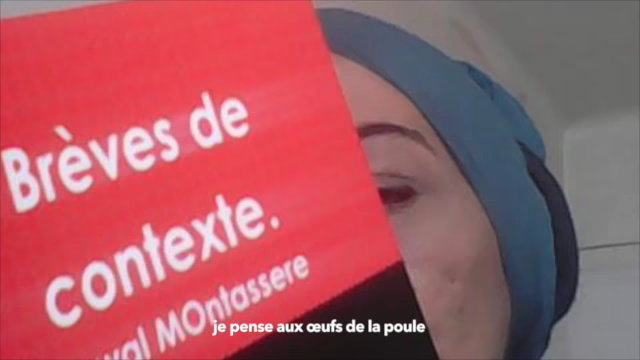 Brèves de
contexte.
MOntassere
je pense aux œufs de la poule